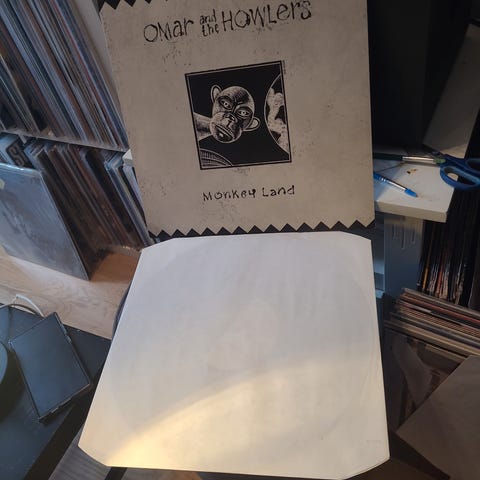 Omar and the Howlers
Monkey Land